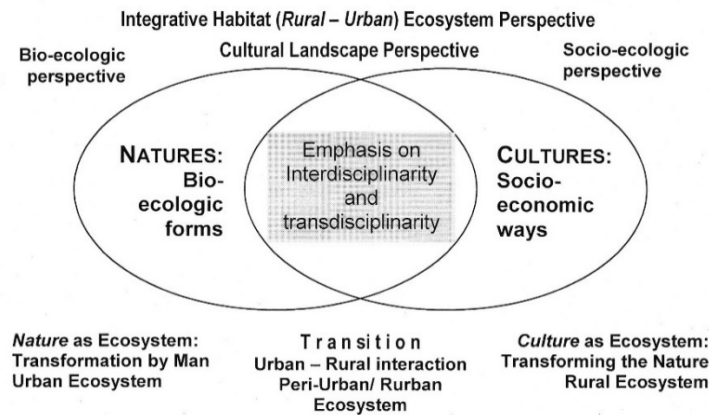 Integrative Habitat (Rural – Urban) Ecosystem Perspective
Bio-ecologic
perspective
Cultural Landscape Perspective
Socio-ecologic
perspective
NATURES:
Bio-
ecologic
forms
Emphasis on
Interdisciplinarity
and
transdisciplinarity
CULTURES:
Socio-
economic
ways
Nature as Ecosystem:
Transformation by Man
Urban Ecosystem
Transition
Urban – Rural interaction
Peri-Urban/ Rurban
Ecosystem
Culture as Ecosystem:
Transforming the Nature
Rural Ecosystem